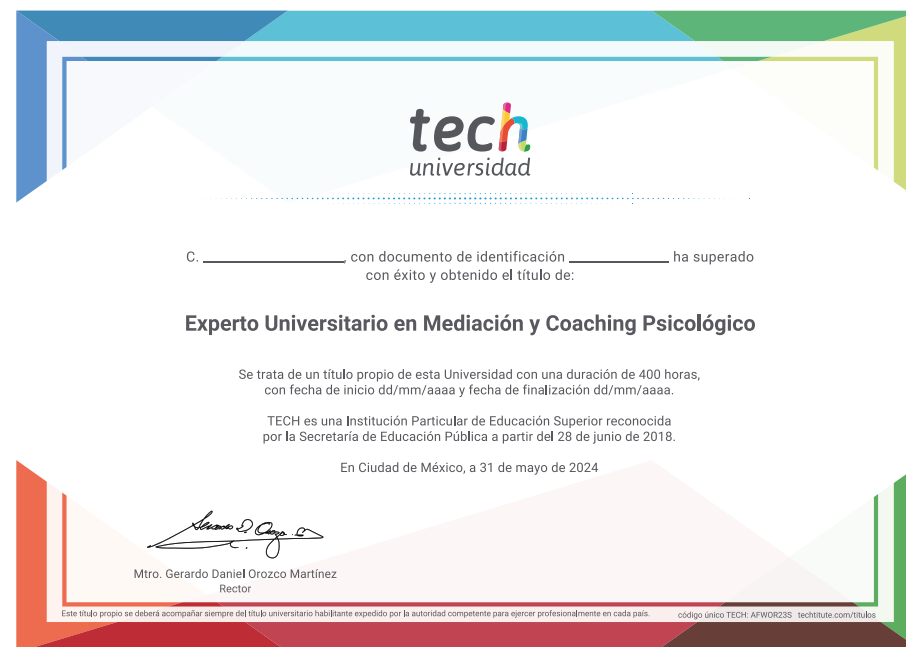 tech
universidad
C. ____________________, con documento de identificación ______________ ha superado
con éxito y obtenido el título de:
Experto Universitario en Mediación y Coaching Psicológico
Se trata de un título propio de esta Universidad con una duración de 400 horas,
con fecha de inicio dd/mm/aaaa y fecha de finalización dd/mm/aaaa.
TECH es una Institución Particular de Educación Superior reconocida
por la Secretaría de Educación Pública a partir del 28 de junio de 2018.
En Ciudad de México, a 31 de mayo de 2024
Mtro. Gerardo Daniel Orozco Martínez
Rector
Este título propio se deberá acompañar siempre del título universitario habilitante expedido por la autoridad competente para ejercer profesionalmente en cada país.
código único TECH: AFWOR23S techtitute.com/titulos